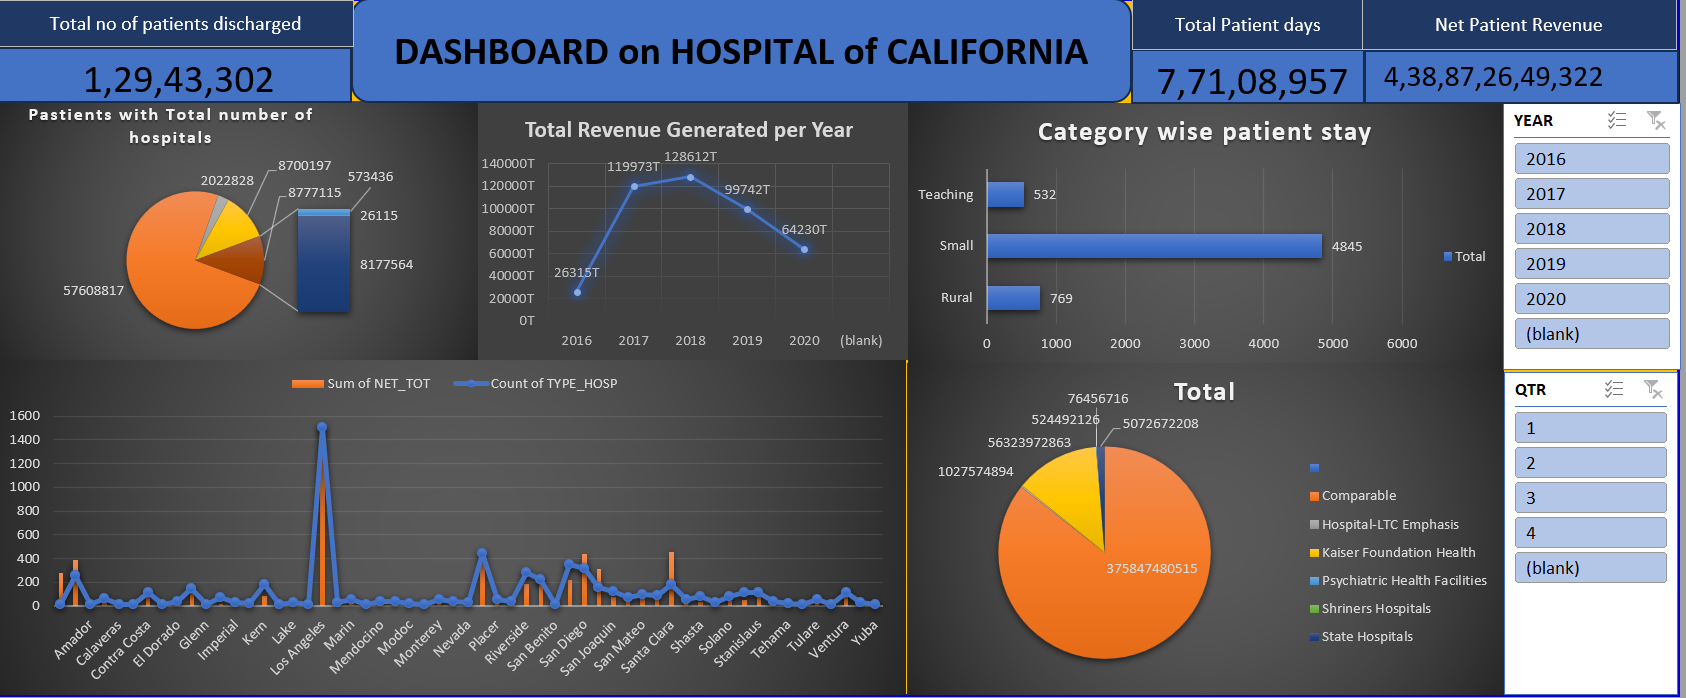 Total no of patients discharged
1,29,43,302
DASHBOARD on HOSPITAL of CALIFORNIA
Total Patient days
7,71,08,957
Net Patient Revenue
4,38,87,26,49,322
Pastients with Total number of
hospitals
8700197
573436
2022828
8777115
26115
8177564
57608817
Total Revenue Generated per Year
140000T
120000T
100000T
80000T
60000T
40000T
20000T
0T
26315T
119973T
128612T
99742T
64230T
2016 2017 2018 2019 2020 (blank)
Category wise patient stay
Teaching 532
Small 4845
Rural 769
0 1000 2000 3000 4000 5000 6000
Total
YEAR
2016
2017
2018
2019
2020
(blank)
Sum of NET_TOT Count of TYPE_HOSP
1600
1400
1200
1000
800
600
400
200
0
Amador
Calaveras
Contra Costa
El Dorado
Glenn
Imperial
Kern
Lake
Los Angeles
Marin
Mendocino
Modoc
Monterey
Nevada
Placer
Riverside
San Benito
San Diego
San Joaquin
San Mateo
Santa Clara
Shasta
Solano
Stanislaus
Tehama
Tulare
Ventura
Yuba
Total
76456716
524492126
5072672208
56323972863
1027574894
375847480515
Comparable
Hospital-LTC Emphasis
Kaiser Foundation Health
Psychiatric Health Facilities
Shriners Hospitals
State Hospitals
QTR
1
2
3
4
(blank)